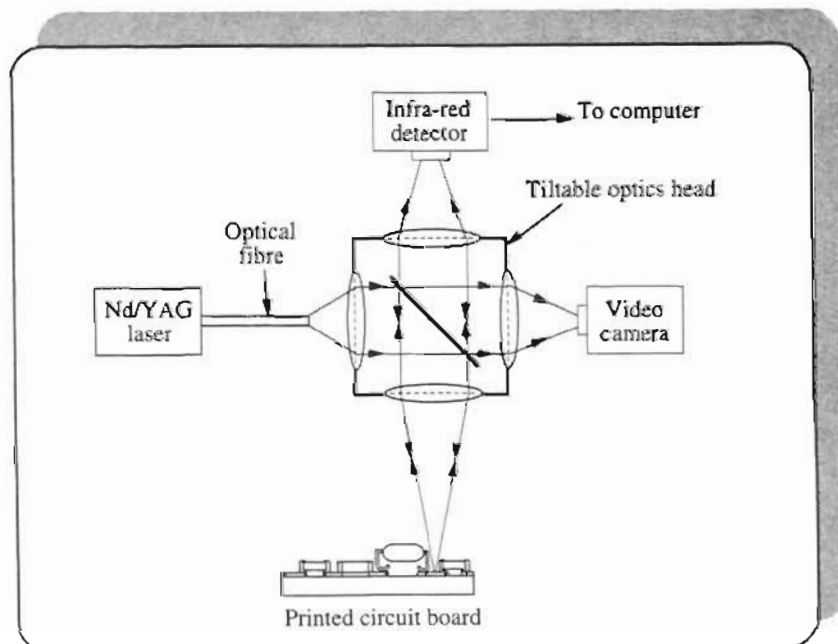 Infra-red
detector
To computer
Tiltable optics head
Optical
fibre
Nd/YAG
laser
Video
camera
Printed circuit board